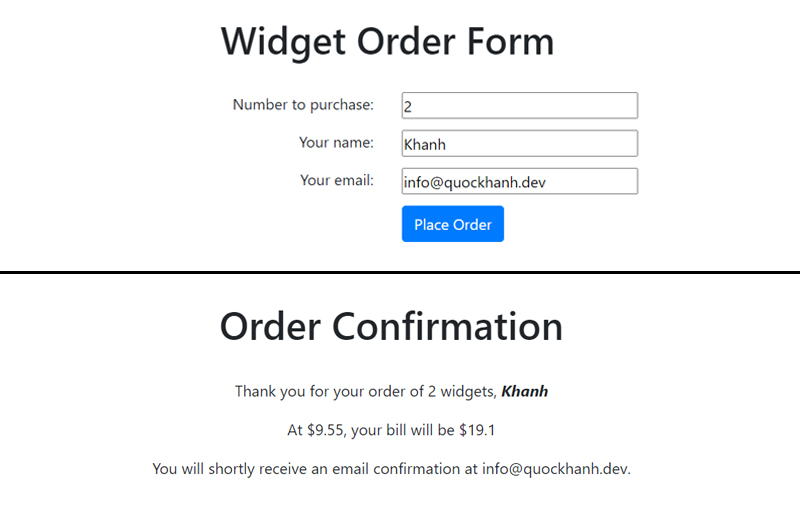 Widget Order Form
Number to purchase: 2
Your name: Khanh
Your email: info@quockhanh.dev
Place Order
Order Confirmation
Thank you for your order of 2 widgets, Khanh
At $9.55, your bill will be $19.1
You will shortly receive an email confirmation at info@quockhanh.dev.